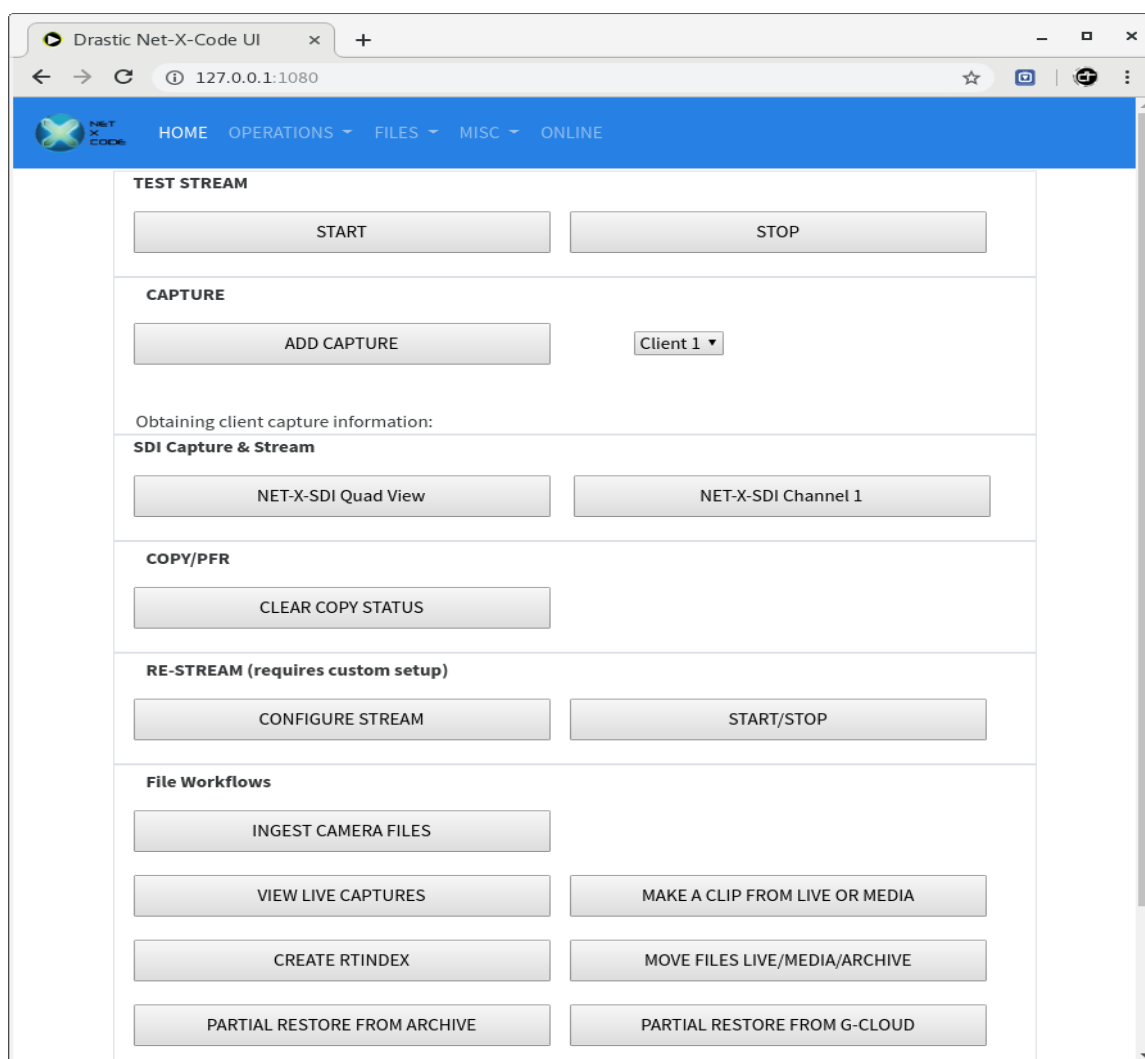 Drastic Net-X-Code UI
127.0.0.1:1080
NET
X
CODE
HOME OPERATIONS FILES MISC ONLINE
TEST STREAM
START STOP
CAPTURE
ADD CAPTURE Client 1
Obtaining client capture information:
SDI Capture & Stream
NET-X-SDI Quad View NET-X-SDI Channel 1
COPY/PFR
CLEAR COPY STATUS
RE-STREAM (requires custom setup)
CONFIGURE STREAM START/STOP
File Workflows
INGEST CAMERA FILES
VIEW LIVE CAPTURES MAKE A CLIP FROM LIVE OR MEDIA
CREATE RTINDEX MOVE FILES LIVE/MEDIA/ARCHIVE
PARTIAL RESTORE FROM ARCHIVE PARTIAL RESTORE FROM G-CLOUD